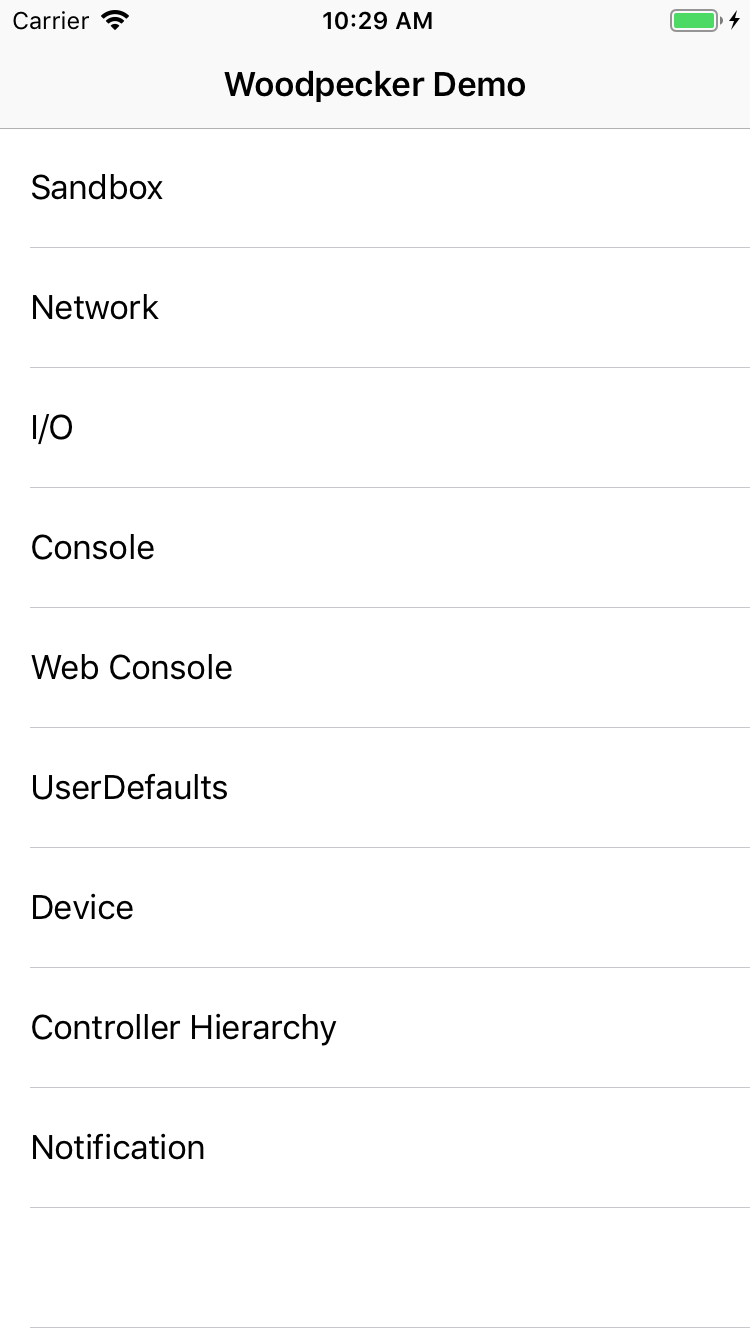 Carrier 10:29 AM
Woodpecker Demo
Sandbox
Network
I/O
Console
Web Console
UserDefaults
Device
Controller Hierarchy
Notification